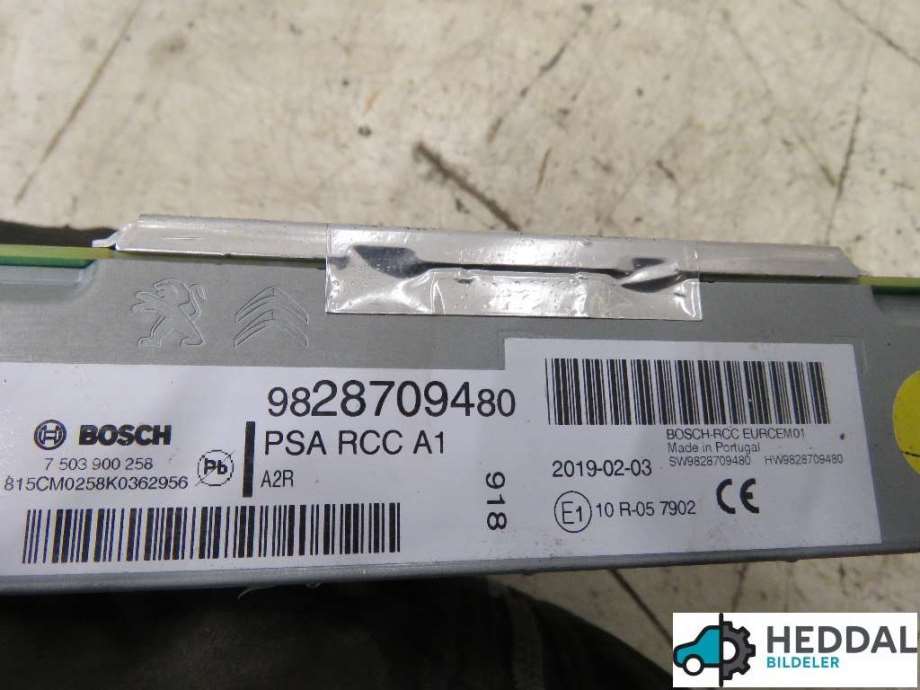 9828709480
BOSCH
PSA RCC A1
7 503 900 258
Pb
A2R
815CM0258K0362956
918
BOSCH-RCC EURCEM01
Made in Portugal
2019-02-03
SW9828709480 HW9828709480
E1 10 R-05 7902
CE
HEDDAL
BILDELER